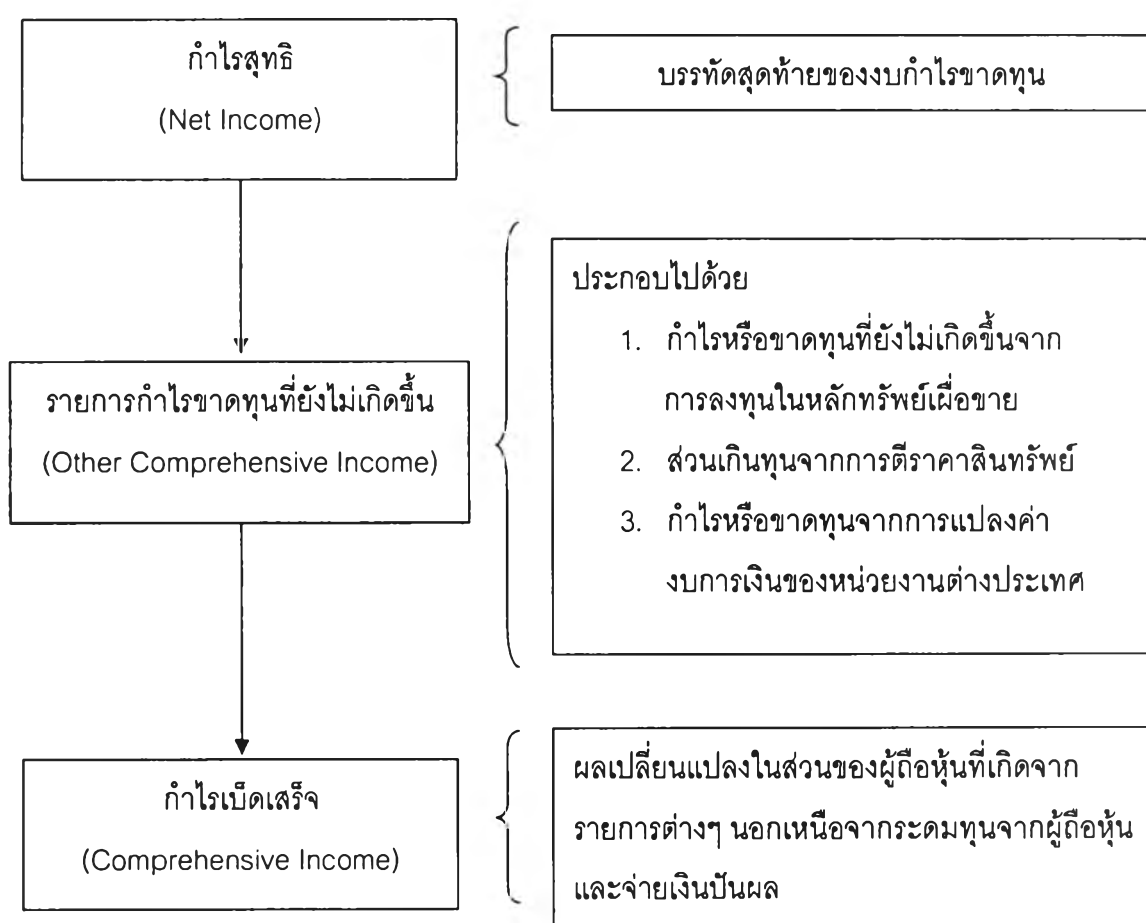 กำไรสุทธิ
(Net Income)
บรรทัดสุดท้ายของงบกำไรขาดทุน
รายการกำไรขาดทุนที่ยังไม่เกิดขึ้น
(Other Comprehensive Income)
ประกอบไปด้วย
1. กำไรหรือขาดทุนที่ยังไม่เกิดขึ้นจาก
การลงทุนในหลักทรัพย์เผื่อขาย
2. ส่วนเกินทุนจากการตีราคาสินทรัพย์
3. กำไรหรือขาดทุนจากการแปลงค่า
งบการเงินของหน่วยงานต่างประเทศ
กำไรเบ็ดเสร็จ
(Comprehensive Income)
ผลเปลี่ยนแปลงในส่วนของผู้ถือหุ้นที่เกิดจาก
รายการต่างๆ นอกเหนือจากระดมทุนจากผู้ถือหุ้น
และจ่ายเงินปันผล